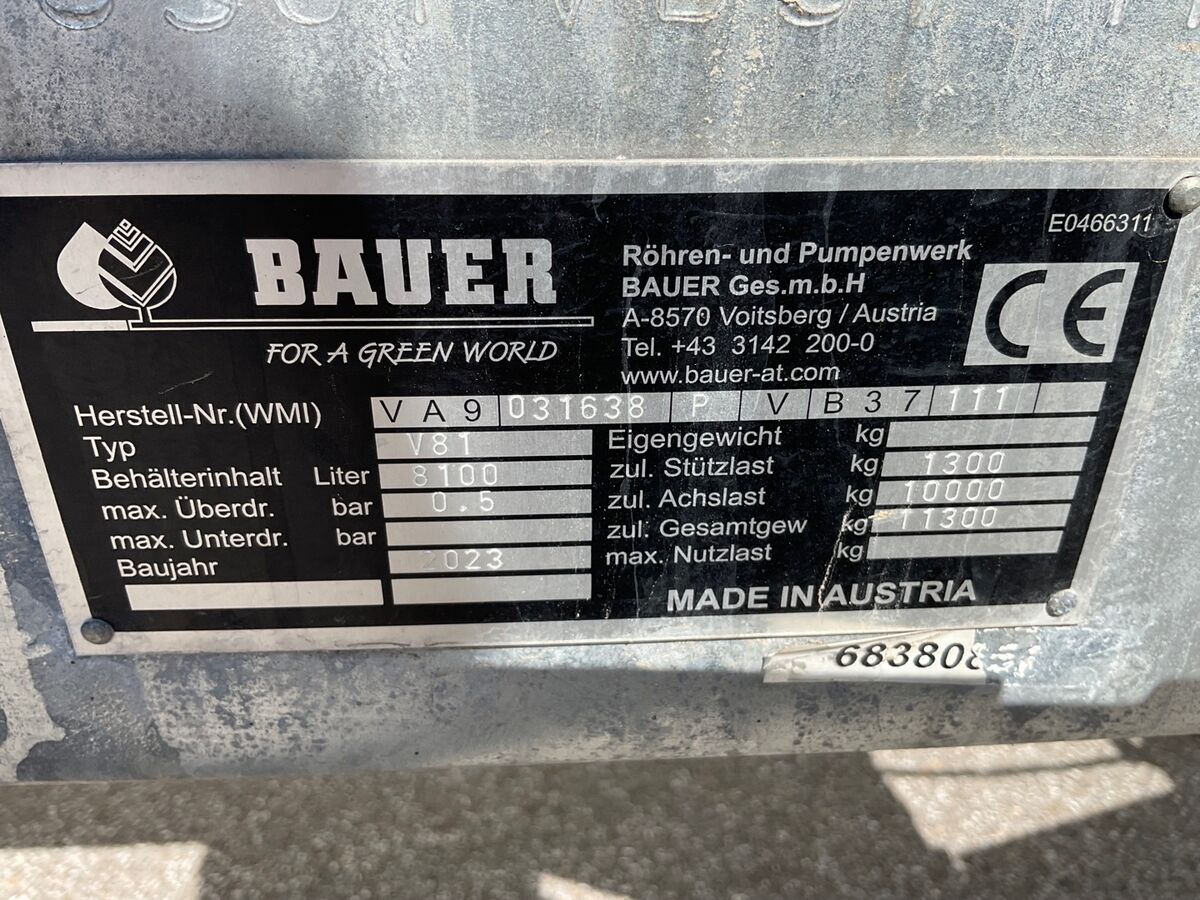 E0466311
BAUER
FOR A GREEN WORLD
Röhren- und Pumpenwerk
BAUER Ges.m.b.H
A-8570 Voitsberg / Austria
Tel. +43 3142 200-0
www.bauer-at.com
CE
Herstell-Nr.(WMI) VA9 031638 P V B37 111
Typ V81
Behälterinhalt Liter 8100
max. Überdr. bar 0.5
max. Unterdr. bar
Baujahr 2023
Eigengewicht kg
zul. Stützlast kg 1300
zul. Achslast kg 10000
zul. Gesamtgew kg 11300
max. Nutzlast kg
MADE IN AUSTRIA